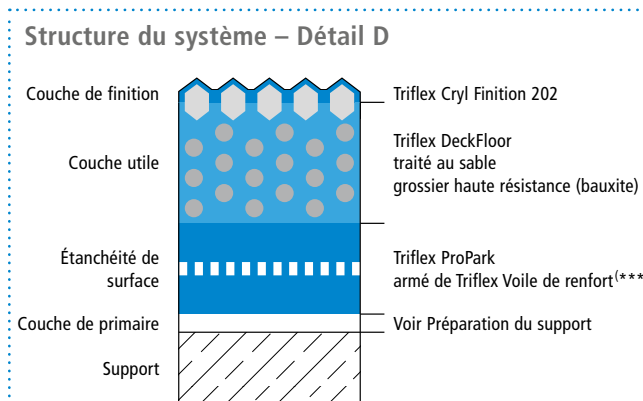 Structure du système – Détail D
Couche de finition
Triflex Cryl Finition 202
Couche utile
Triflex DeckFloor
traité au sable
grossier haute résistance (bauxite)
Étanchéité de
surface
Triflex ProPark
armé de Triflex Voile de renfort(***
Couche de primaire
Voir Préparation du support
Support